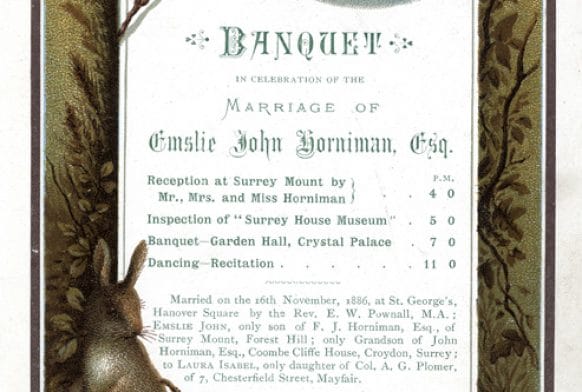 BANQUET
IN CELEBRATION OF THE
MARRIAGE OF
Emslie John Horniman, Esq.
P.M.
Reception at Surrey Mount by
Mr., Mrs. and Miss Horniman } . 4 0
Inspection of "Surrey House Museum" . 5 0
Banquet—Garden Hall, Crystal Palace . 7 0
Dancing—Recitation . . . . . . 11 0
Married on the 16th November, 1886, at St. George's,
Hanover Square by the Rev. E. W. Pownall, M.A.;
EMSLIE JOHN, only son of F. J. Horniman, Esq., of
Surrey Mount, Forest Hill; only Grandson of John
Horniman, Esq., Coombe Cliffe House, Croydon, Surrey;
to LAURA ISABEL, only daughter of Col. A. G. Plomer,
of 7, Chesterfield Street, Mayfair.